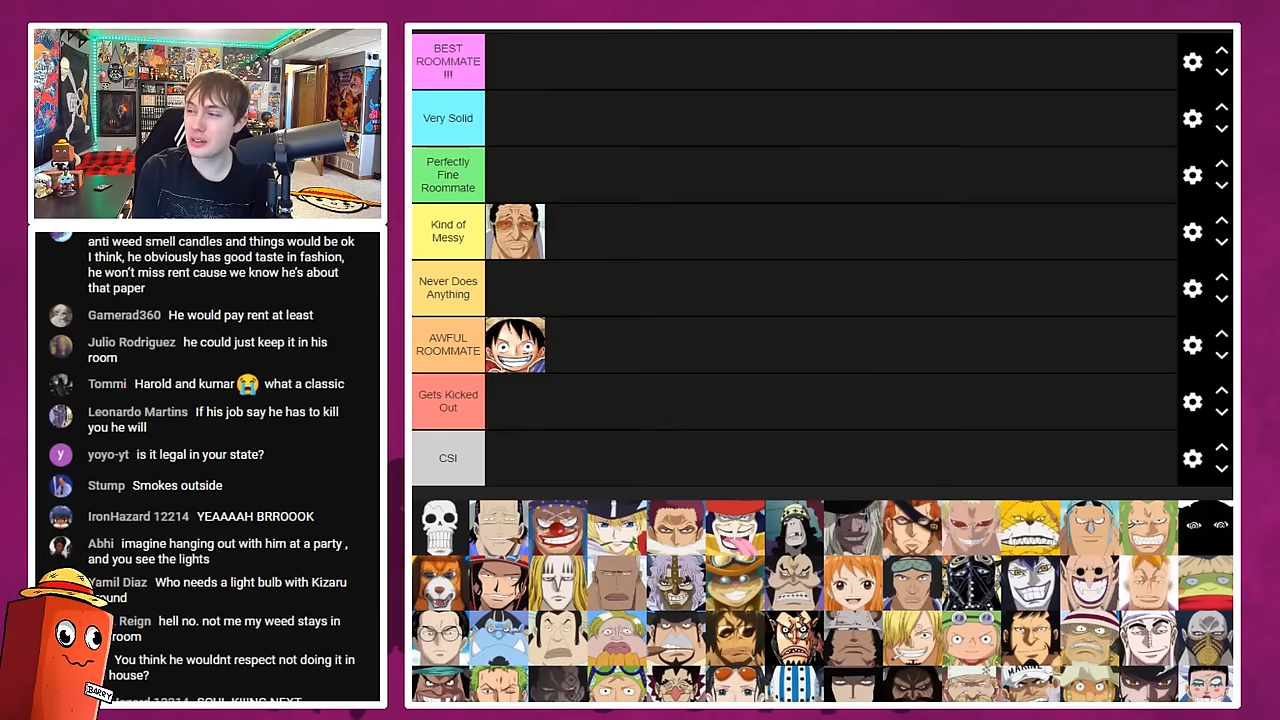 BEST
ROOMMATE
!!!
Very Solid
Perfectly
Fine
Roommate
Kind of
Messy
Never Does
Anything
AWFUL
ROOMMATE
Gets Kicked
Out
CSI
anti weed smell candles and things would be ok
I think, he obviously has good taste in fashion,
he won't miss rent cause we know he's about
that paper
Gamerad360 He would pay rent at least
Julio Rodriguez he could just keep it in his
room
Tommi Harold and kumar😭 what a classic
Leonardo Martins If his job say he has to kill
you he will
y
yoyo-yt is it legal in your state?
Stump Smokes outside
IronHazard 12214 YEAAAAH BRROOOK
Abhi imagine hanging out with him at a party ,
and you see the lights
Yamil Diaz Who needs a light bulb with Kizaru
ound
Reign hell no. not me my weed stays in
room
You think he wouldnt respect not doing it in
house?
BARRY
MARINE